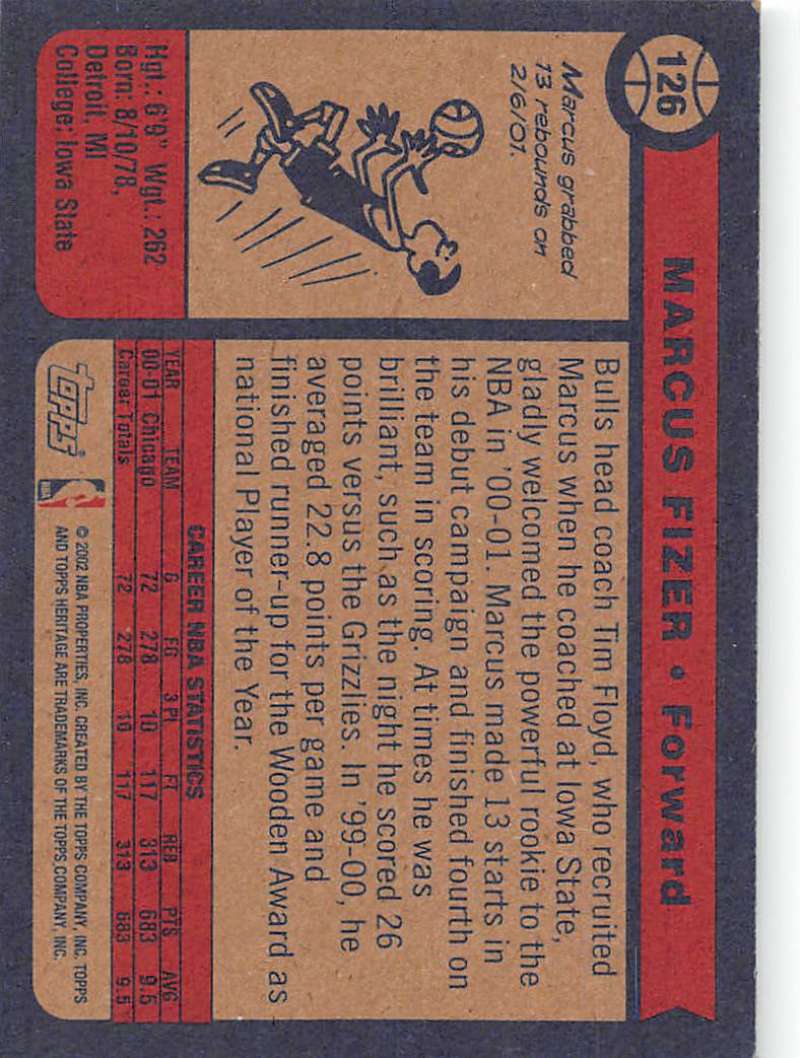 126
MARCUS FIZER • Forward
Marcus grabbed
13 rebounds on
2/6/01.
Hgt.: 6'9" Wgt.: 262
Born: 8/10/78,
Detroit, MI
College: Iowa State
Bulls head coach Tim Floyd, who recruited
Marcus when he coached at Iowa State,
gladly welcomed the powerful rookie to the
NBA in '00-01. Marcus made 13 starts in
his debut campaign and finished fourth on
the team in scoring. At times he was
brilliant, such as the night he scored 26
points versus the Grizzlies. In '99-00, he
averaged 22.8 points per game and
finished runner-up for the Wooden Award as
national Player of the Year.
CAREER NBA STATISTICS
YEAR TEAM G FG 3 Pt FT REB PTS AVG
00-01 Chicago 72 278 10 117 313 683 9.5
Career Totals 72 278 10 117 313 683 9.5
topps
NBA
© 2002 NBA PROPERTIES, INC. CREATED BY THE TOPPS COMPANY, INC. TOPPS
AND TOPPS HERITAGE ARE TRADEMARKS OF THE TOPPS COMPANY, INC.